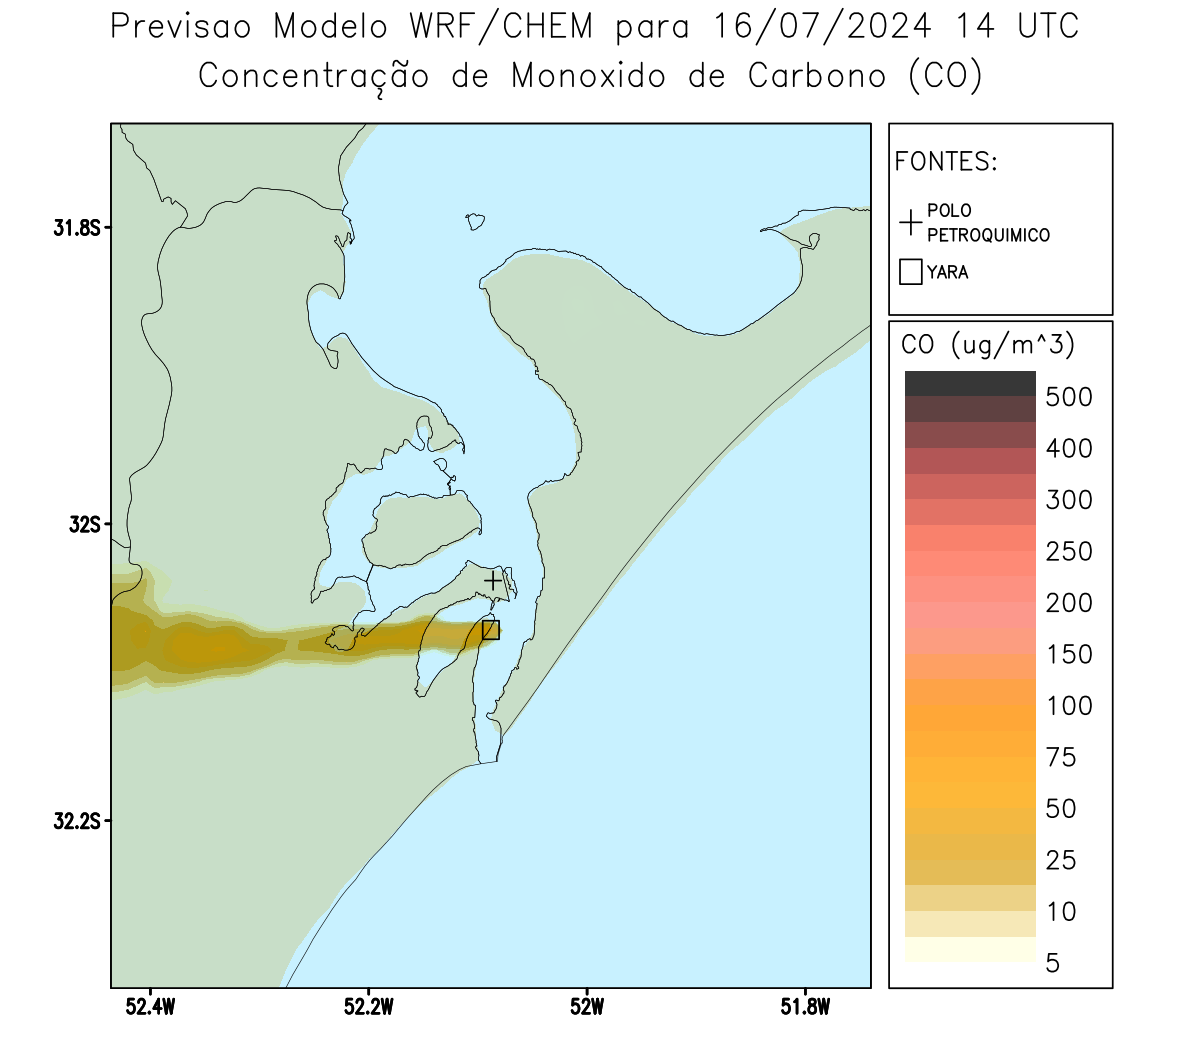 Previsao Modelo WRF/CHEM para 16/07/2024 14 UTC
Concentração de Monoxido de Carbono (CO)
FONTES:
POLO
PETROQUIMICO
YARA
CO (ug/m^3)
500
400
300
250
200
150
100
75
50
25
10
5
31.8S
32S
32.2S
52.4W
52.2W
52W
51.8W